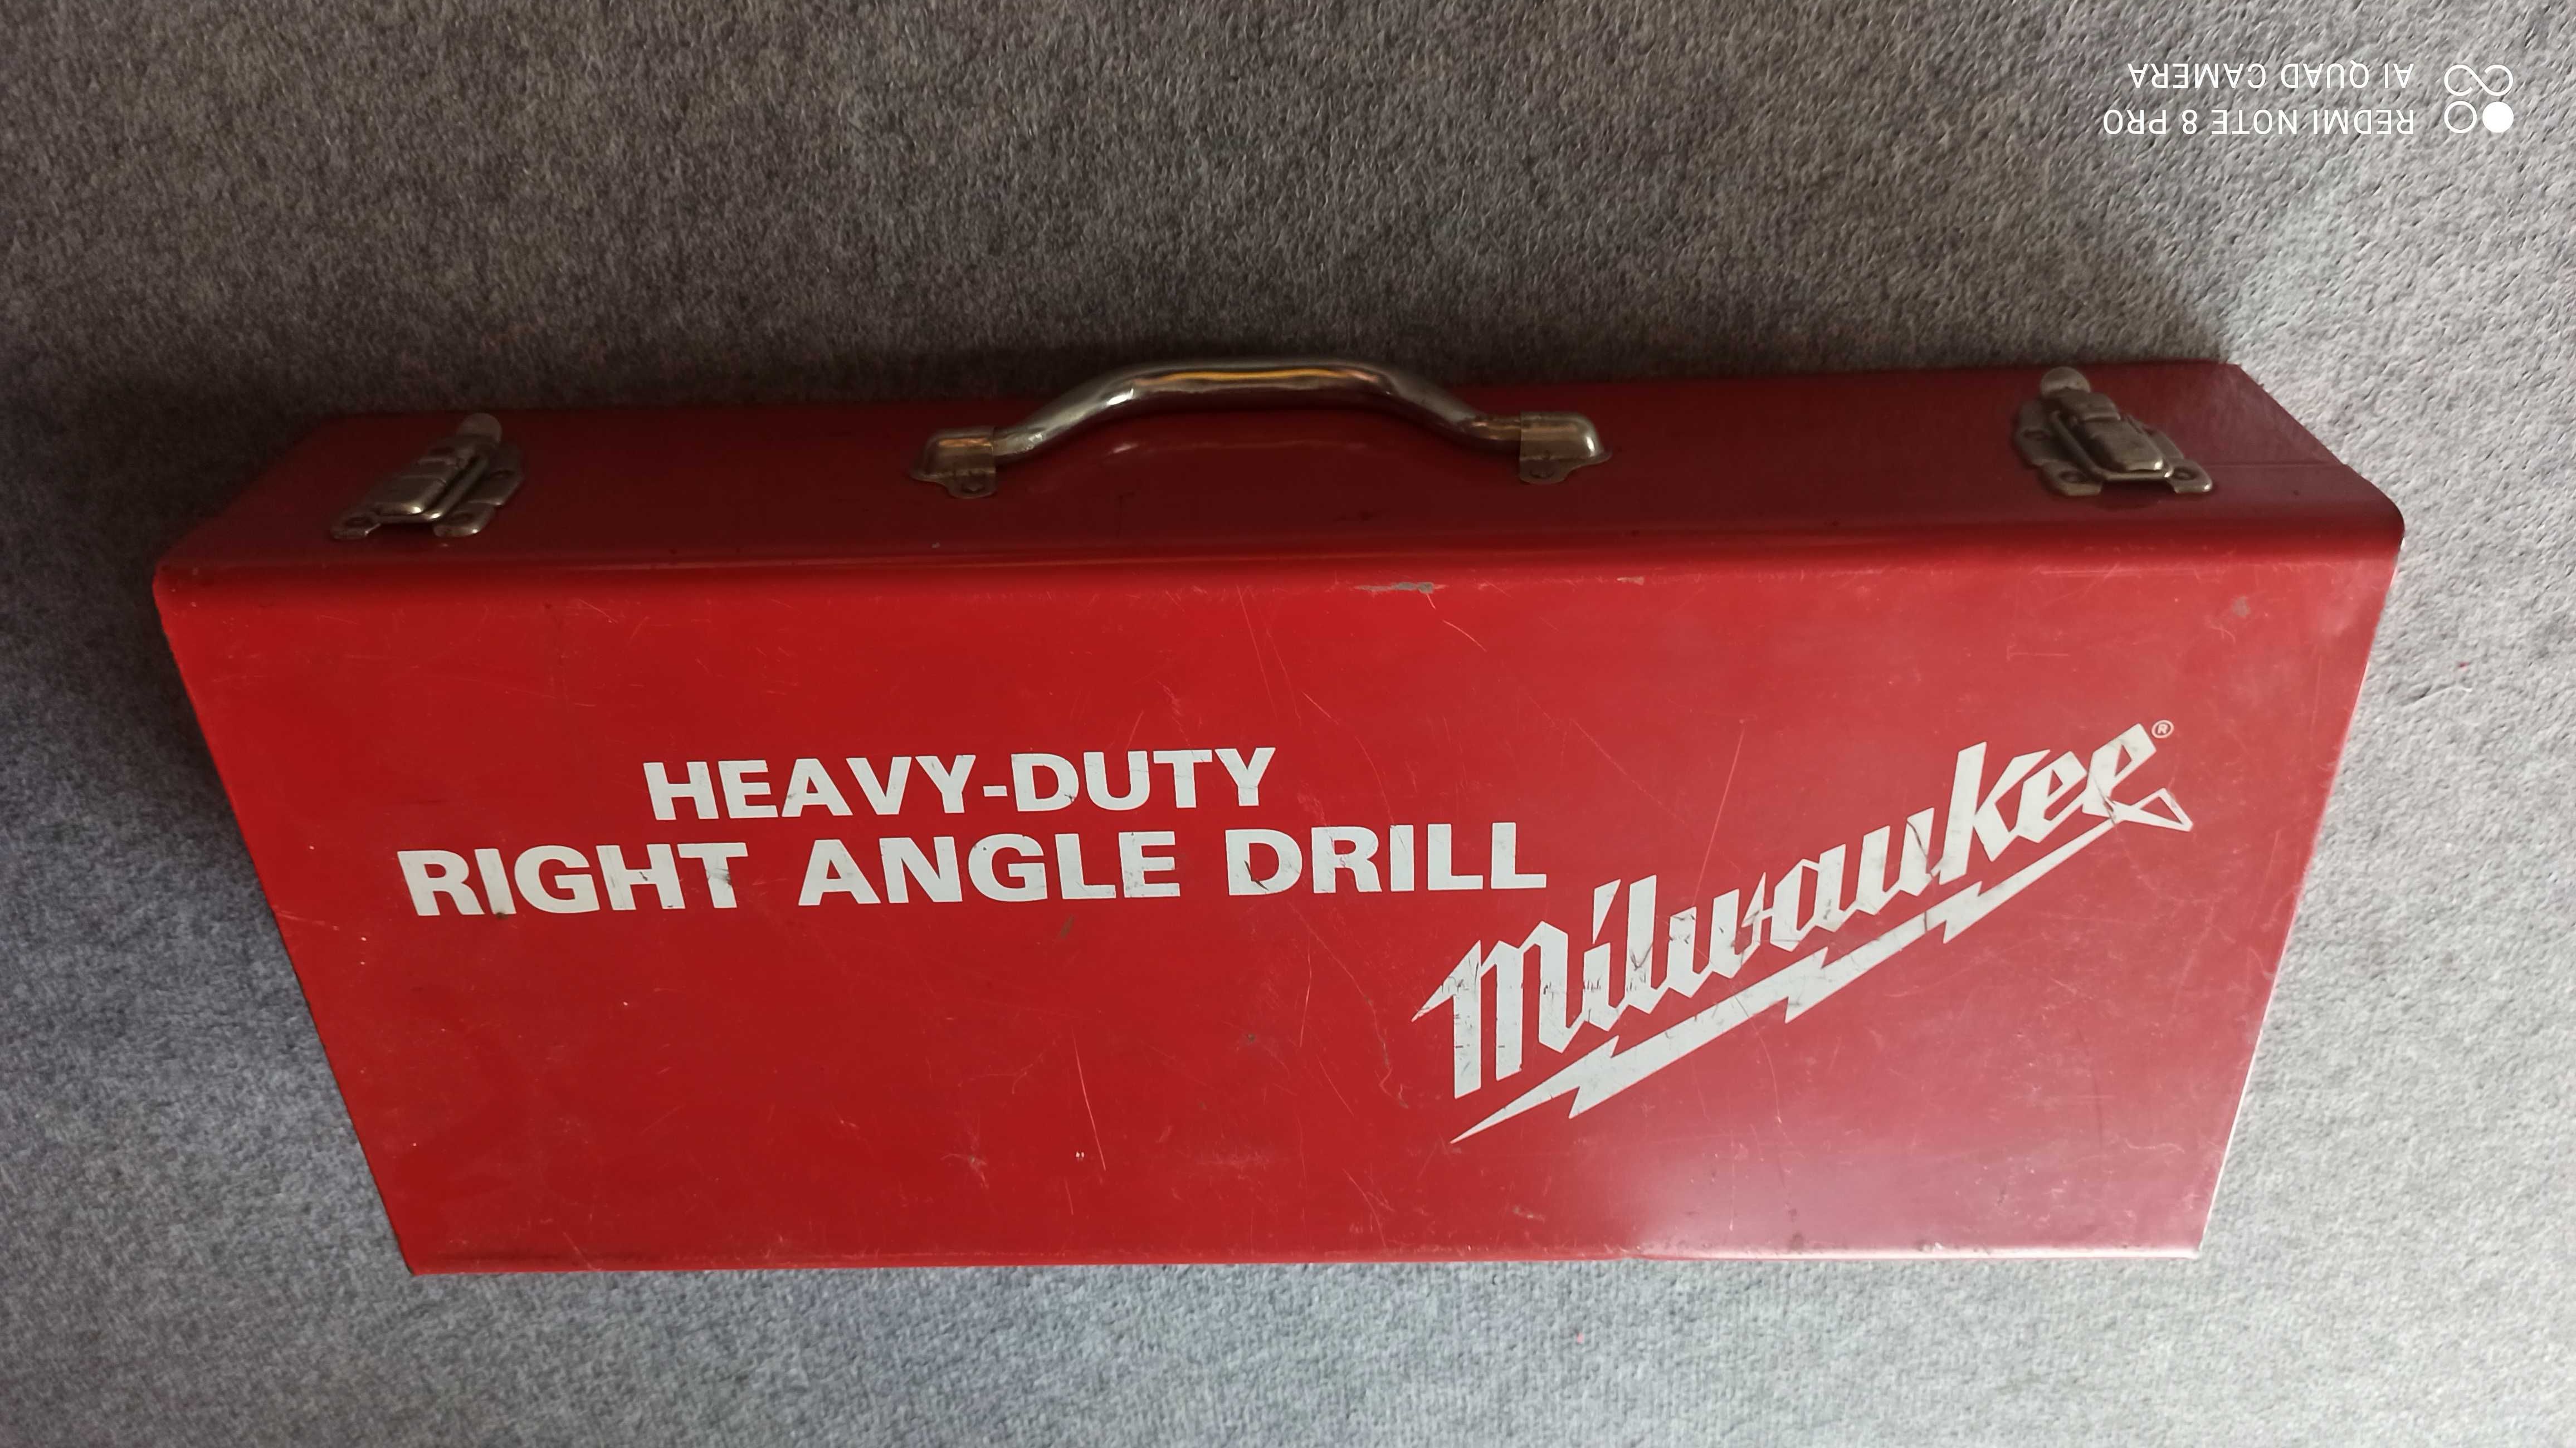 HEAVY-DUTY
RIGHT ANGLE DRILL
Milwaukee®
REDMI NOTE 8 PRO
AI QUAD CAMERA